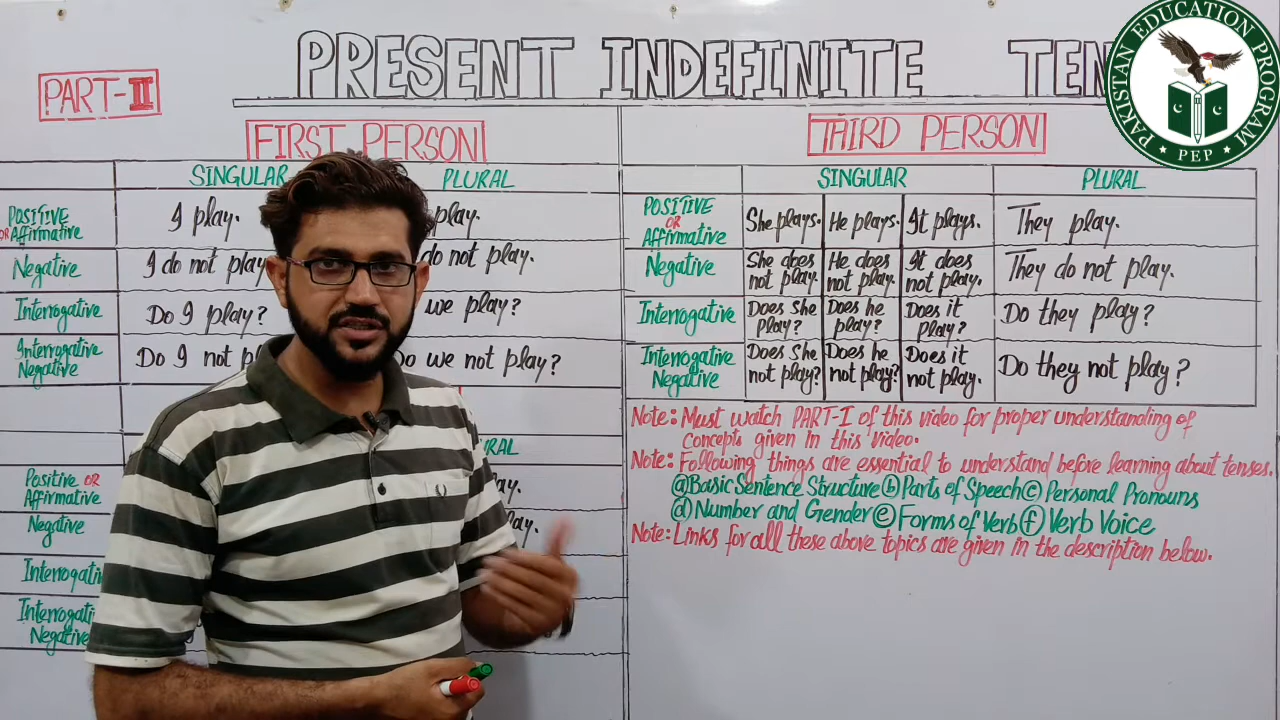 PRESENT INDEFINITE TEN
PART-II
PAKISTAN EDUCATION PROGRAM
PEP
FIRST PERSON
SINGULAR PLURAL
POSITIVE OR Affirmative I play. play.
Negative I do not play do not play.
Interrogative Do I play? we play?
Interrogative Negative Do I not pl Do we not play?
RAL
Positive OR Affirmative ay.
Negative lay.
Interrogativ
Interrogati Negative
THIRD PERSON
SINGULAR PLURAL
POSITIVE OR Affirmative She plays. He plays. It plays. They play.
Negative She does not play. He does not play. It does not play. They do not play.
Interrogative Does she Play? Does he play? Does it Play? Do they play?
Interrogative Negative Does She not play? Does he not play? Does it not play. Do they not play?
Note: Must watch PART-I of this video for proper understanding of
concepts given in this video.
Note: Following things are essential to understand before learning about tenses.
ⓐ Basic Sentence Structure ⓑ Parts of Speech ⓒ Personal Pronouns
ⓓ Number and Gender ⓔ Forms of Verb ⓕ Verb Voice
Note: Links for all these above topics are given in the description below.